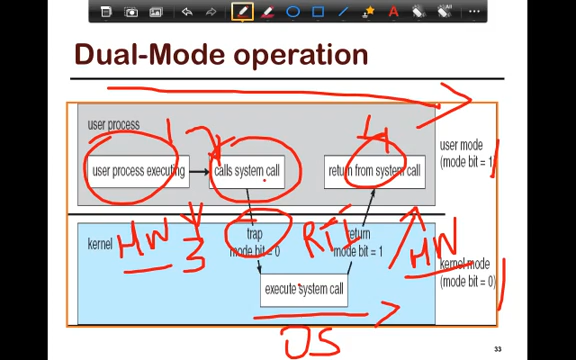 A
Dual-Mode operation
user process
1
4
user process executing
calls system call
return from system call
user mode
(mode bit = 1)
kernel
HW
3
trap
mode bit = 0
RTI
return
mode bit = 1
HW
kernel mode
(mode bit = 0)
execute system call
OS
33